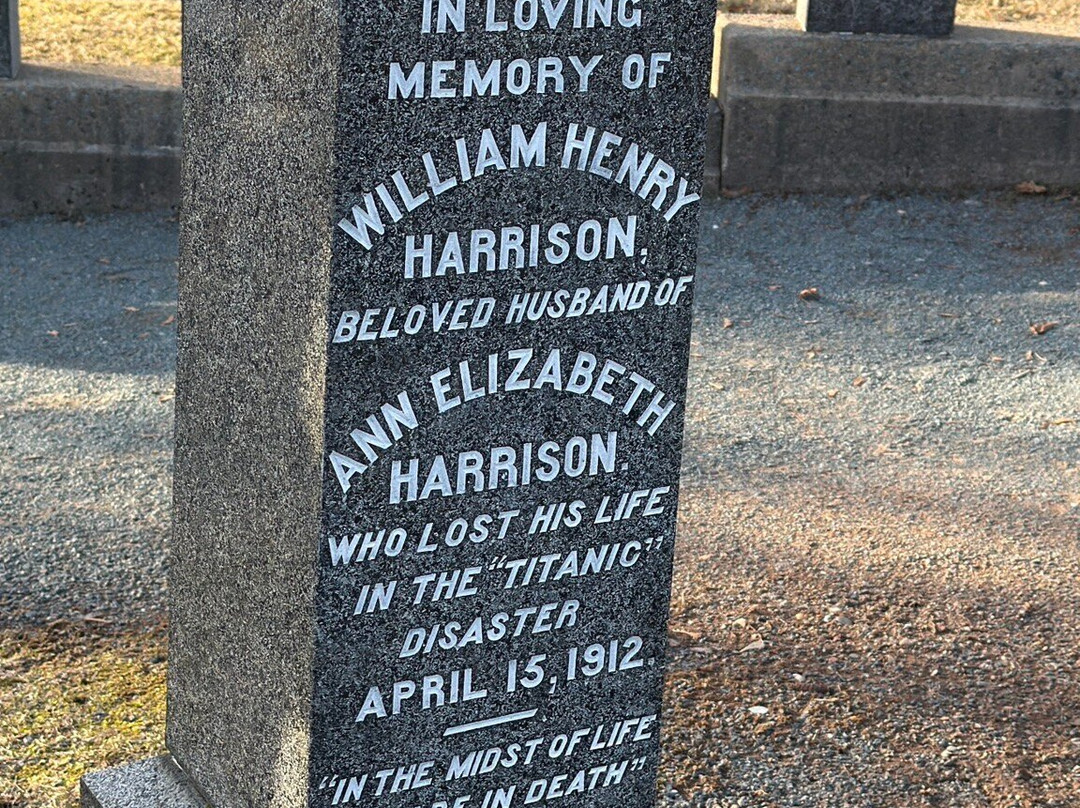 IN LOVING
MEMORY OF
WILLIAM HENRY
HARRISON,
BELOVED HUSBAND OF
ANN ELIZABETH
HARRISON.
WHO LOST HIS LIFE
IN THE "TITANIC"
DISASTER
APRIL 15, 1912.
"IN THE MIDST OF LIFE
IN DEATH"